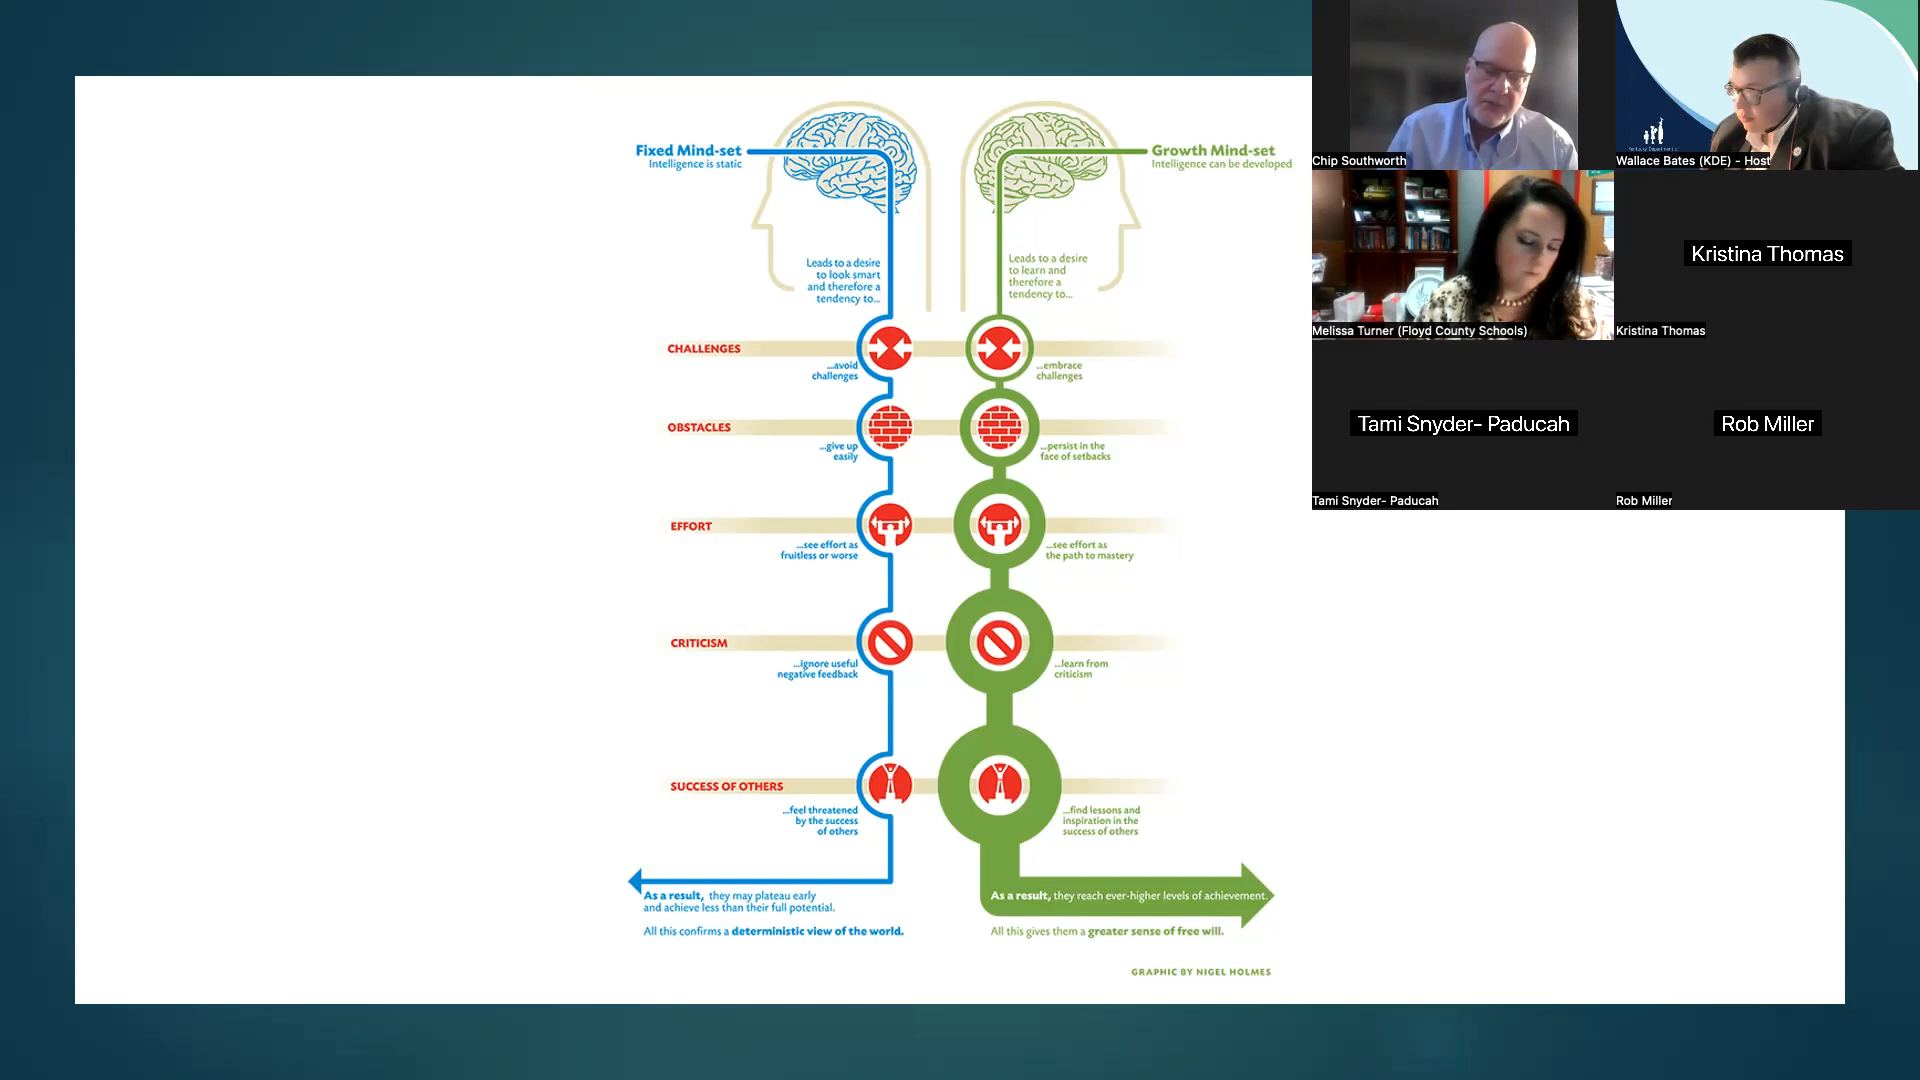 Fixed Mind-set
Intelligence is static
Growth Mind-set
Intelligence can be developed
Leads to a desire
to look smart
and therefore a
tendency to...
Leads to a desire
to learn and
therefore a
tendency to...
CHALLENGES
...avoid
challenges
...embrace
challenges
OBSTACLES
...give up
easily
...persist in the
face of setbacks
EFFORT
...see effort as
fruitless or worse
...see effort as
the path to mastery
CRITICISM
...ignore useful
negative feedback
...learn from
criticism
SUCCESS OF OTHERS
...feel threatened
by the success
of others
...find lessons and
inspiration in the
success of others
As a result, they may plateau early
and achieve less than their full potential.
All this confirms a deterministic view of the world.
As a result, they reach ever-higher levels of achievement.
All this gives them a greater sense of free will.
GRAPHIC BY NIGEL HOLMES
Chip Southworth
Wallace Bates (KDE) - Host
Melissa Turner (Floyd County Schools)
Kristina Thomas
Kristina Thomas
Tami Snyder- Paducah
Tami Snyder- Paducah
Rob Miller
Rob Miller